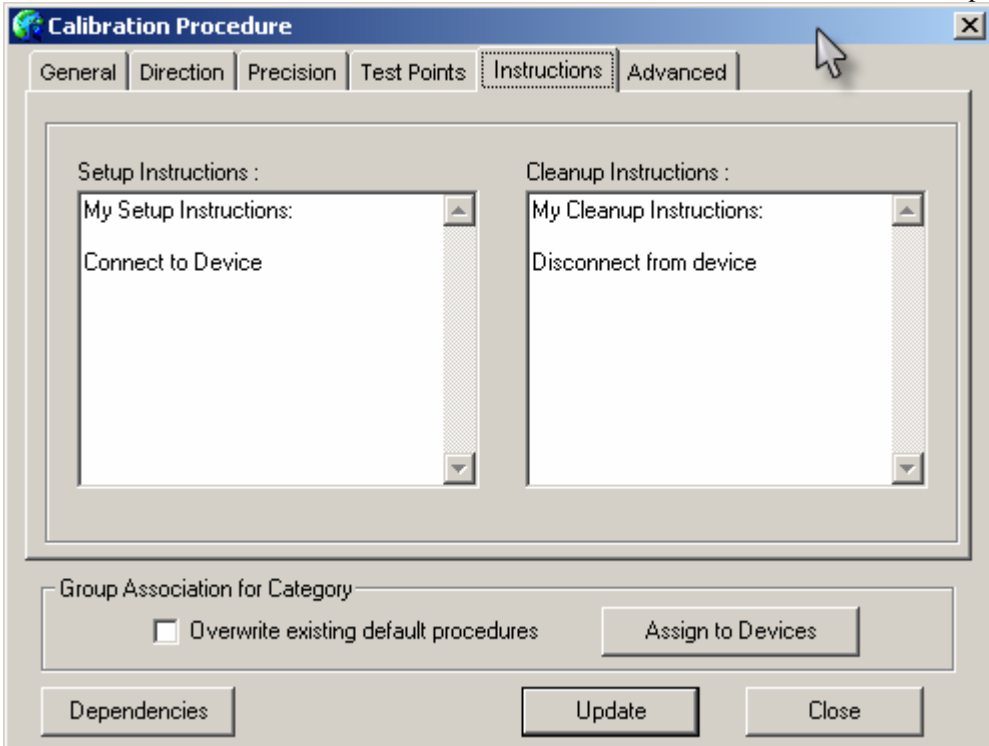 Calibration Procedure
General Direction Precision Test Points Instructions Advanced
Setup Instructions :
My Setup Instructions:
Connect to Device
Cleanup Instructions :
My Cleanup Instructions:
Disconnect from device
Group Association for Category
Overwrite existing default procedures
Assign to Devices
Dependencies
Update
Close